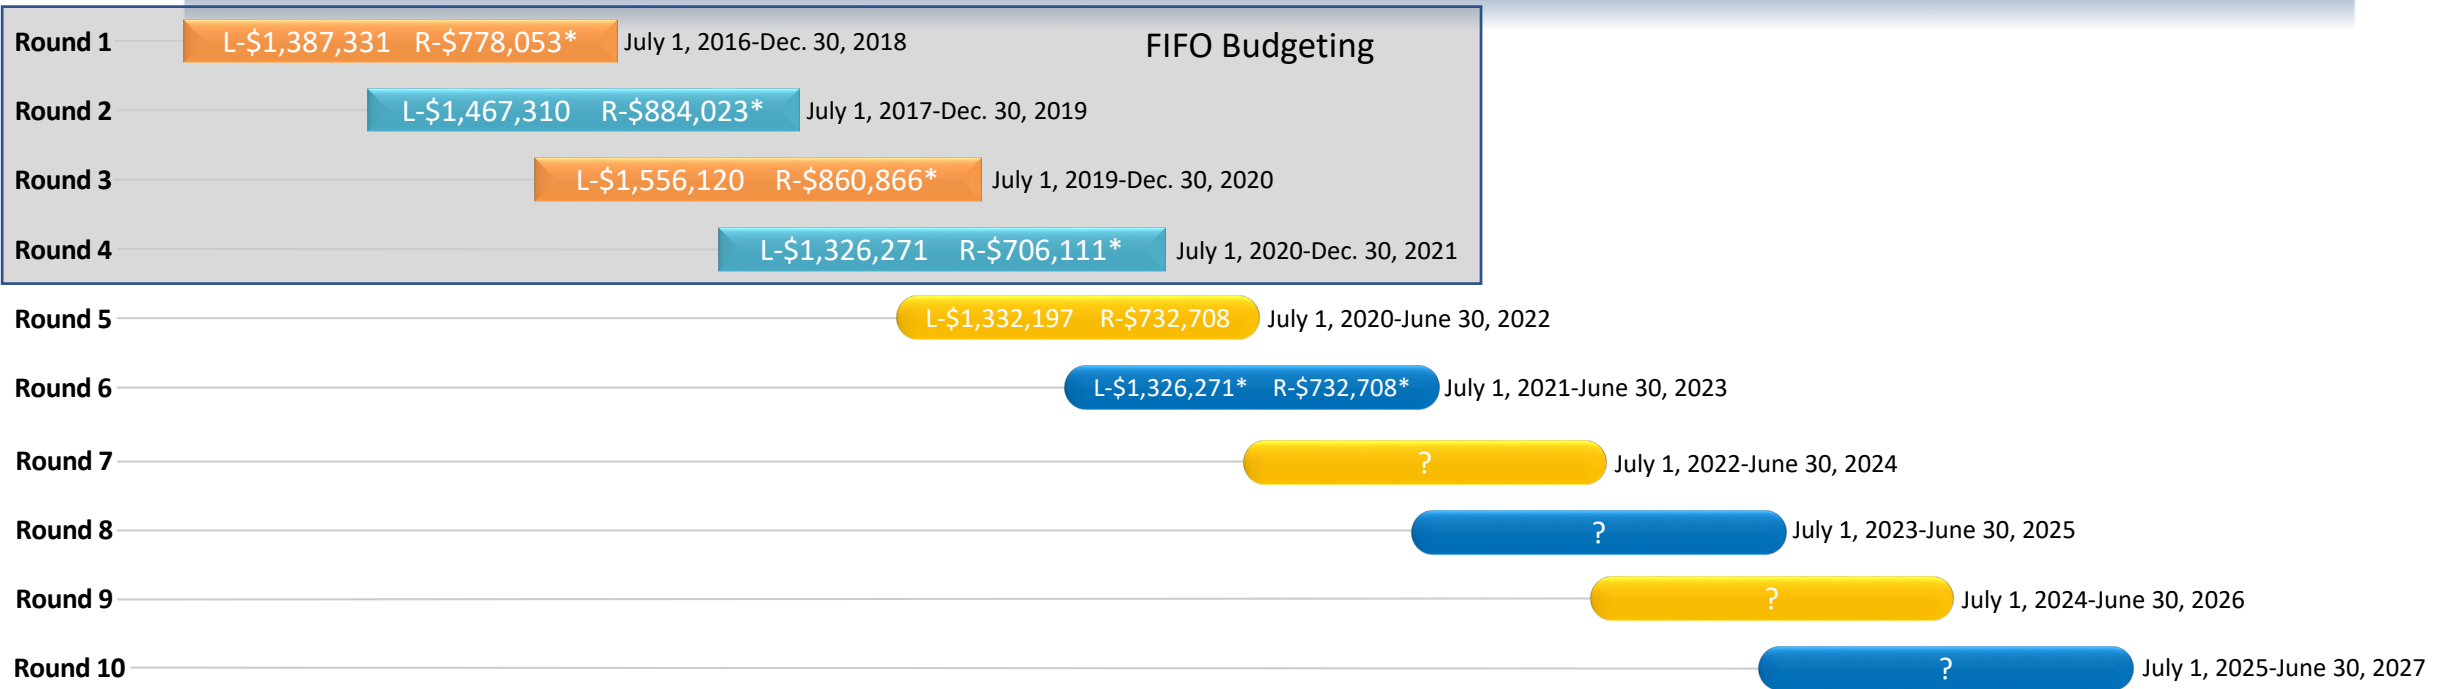 Round 1 L-$1,387,331 R-$778,053* July 1, 2016-Dec. 30, 2018 FIFO Budgeting
Round 2 L-$1,467,310 R-$884,023* July 1, 2017-Dec. 30, 2019
Round 3 L-$1,556,120 R-$860,866* July 1, 2019-Dec. 30, 2020
Round 4 L-$1,326,271 R-$706,111* July 1, 2020-Dec. 30, 2021
Round 5 L-$1,332,197 R-$732,708 July 1, 2020-June 30, 2022
Round 6 L-$1,326,271* R-$732,708* July 1, 2021-June 30, 2023
Round 7 ? July 1, 2022-June 30, 2024
Round 8 ? July 1, 2023-June 30, 2025
Round 9 ? July 1, 2024-June 30, 2026
Round 10 ? July 1, 2025-June 30, 2027